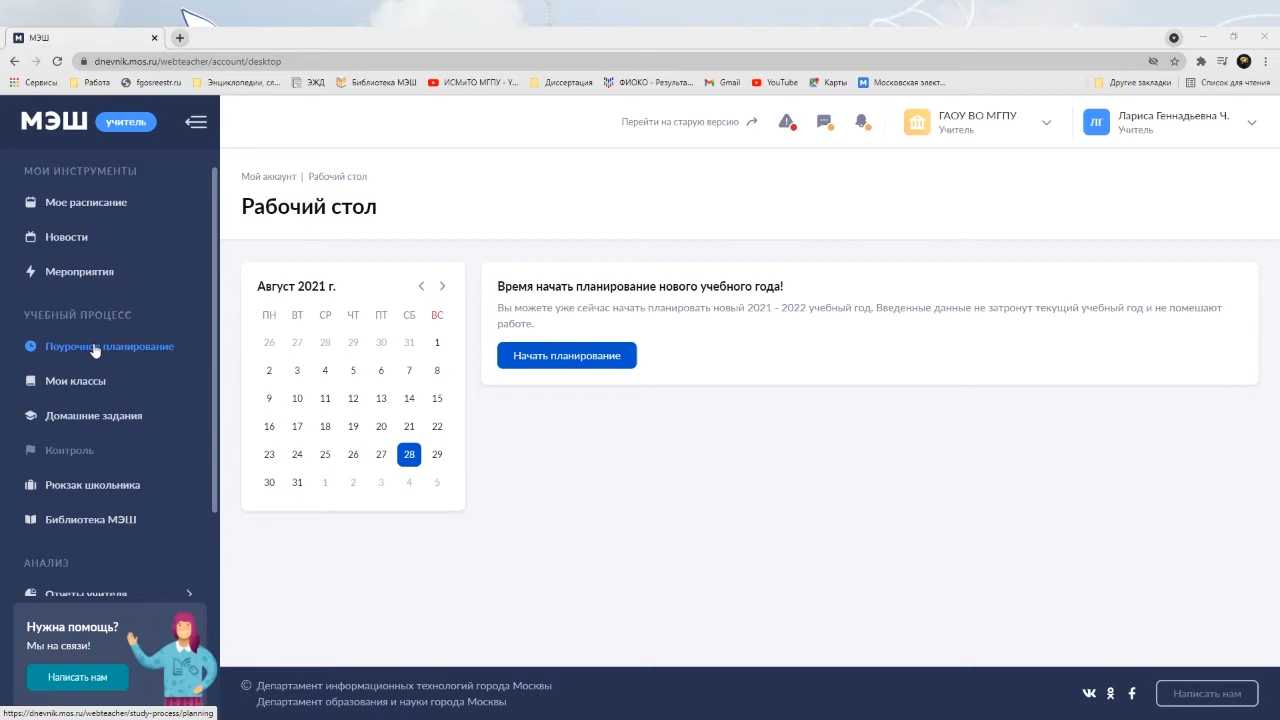 МЭШ
dnevnik.mos.ru/webteacher/account/desktop
Сервисы
Работа
fgosreestr.ru
Энциклопедии, сл...
ЭЖД
Библиотека МЭШ
ИСМиТО МГПУ - Y...
Диссертация
ФИОКО - Результа...
Gmail
YouTube
Карты
Московская элект...
Другие закладки
Список для чтения
МЭШ учитель
Перейти на старую версию
ГАОУ ВО МГПУ
Учитель
ЛГ
Лариса Геннадьевна Ч.
Учитель
МОИ ИНСТРУМЕНТЫ
Мое расписание
Новости
Мероприятия
УЧЕБНЫЙ ПРОЦЕСС
Поурочное планирование
Мои классы
Домашние задания
Контроль
Рюкзак школьника
Библиотека МЭШ
АНАЛИЗ
Отчеты учителя
Нужна помощь?
Мы на связи!
Написать нам
https://dnevnik.mos.ru/webteacher/study-process/planning
Мой аккаунт | Рабочий стол
Рабочий стол
Август 2021 г.
ПН ВТ СР ЧТ ПТ СБ ВС
26 27 28 29 30 31 1
2 3 4 5 6 7 8
9 10 11 12 13 14 15
16 17 18 19 20 21 22
23 24 25 26 27 28 29
30 31 1 2 3 4 5
Время начать планирование нового учебного года!
Вы можете уже сейчас начать планировать новый 2021 - 2022 учебный год. Введенные данные не затронут текущий учебный год и не помешают
работе.
Начать планирование
© Департамент информационных технологий города Москвы
Департамент образования и науки города Москвы
Написать нам